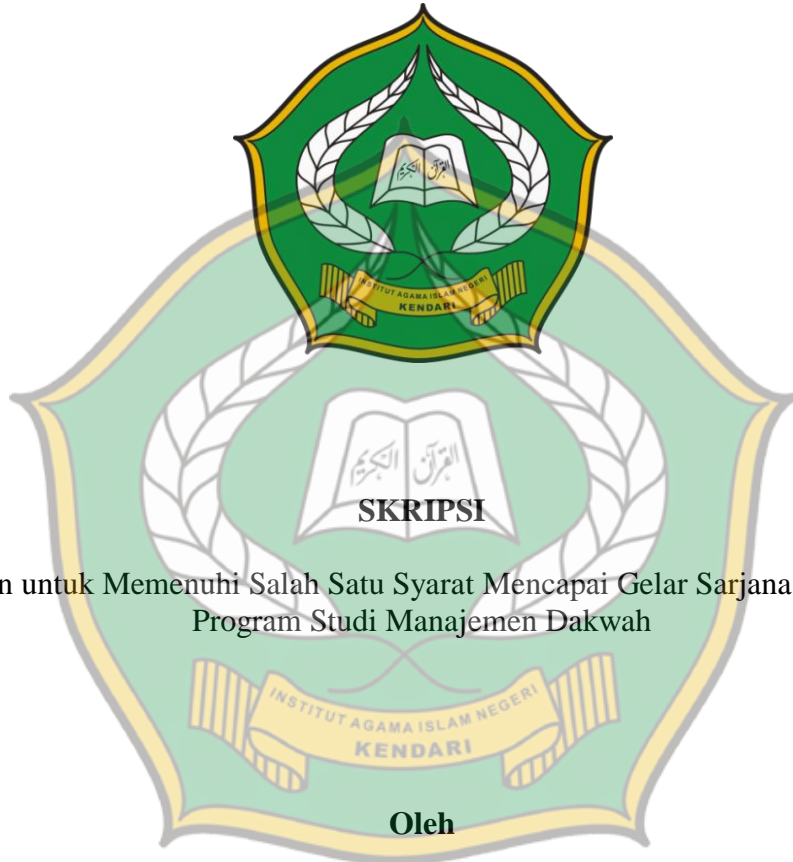 القرآن الكريم
INSTITUT AGAMA ISLAM NEGERI
KENDARI
القرآن الكريم
SKRIPSI
n untuk Memenuhi Salah Satu Syarat Mencapai Gelar Sarjana
Program Studi Manajemen Dakwah
INSTITUT AGAMA ISLAM NEGERI
KENDARI
Oleh